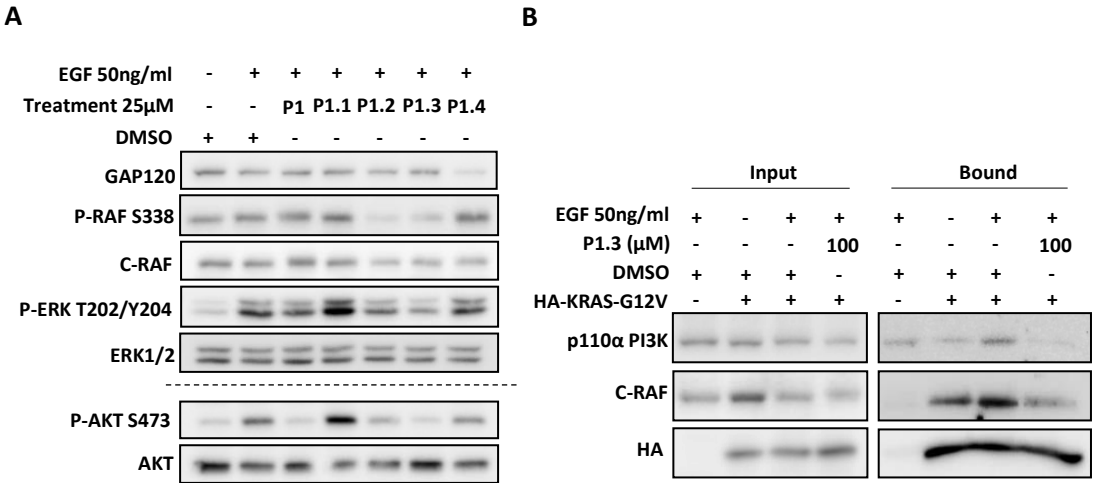 A
EGF 50ng/ml - + + + + + +
Treatment 25µM - - P1 P1.1 P1.2 P1.3 P1.4
DMSO + + - - - - -
GAP120
P-RAF S338
C-RAF
P-ERK T202/Y204
ERK1/2
P-AKT S473
AKT
B
Input Bound
EGF 50ng/ml + - + + + - + +
P1.3 (µM) - - - 100 - - - 100
DMSO + + + - + + + -
HA-KRAS-G12V - + + + - + + +
p110α PI3K
C-RAF
HA